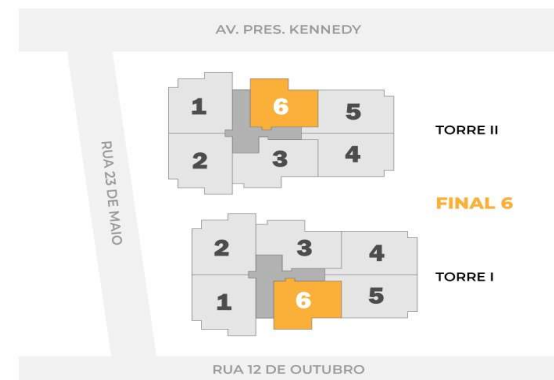 AV. PRES. KENNEDY
RUA 23 DE MAIO
1
6
5
2
3
4
TORRE II
FINAL 6
2
3
4
1
6
5
TORRE I
RUA 12 DE OUTUBRO